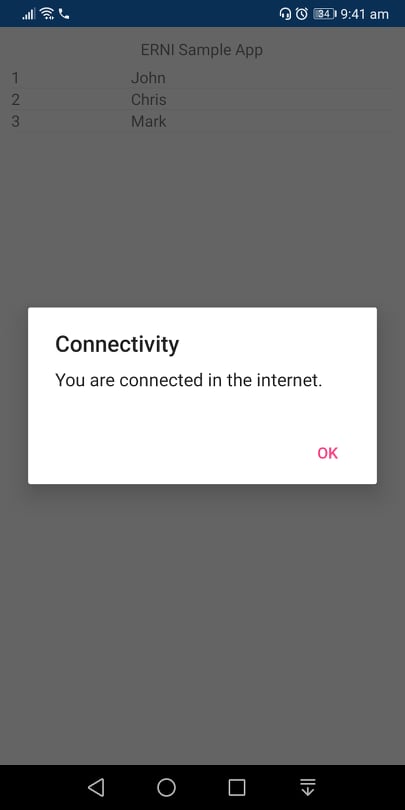 34 9:41 am
ERNI Sample App
1 John
2 Chris
3 Mark
Connectivity
You are connected in the internet.
OK